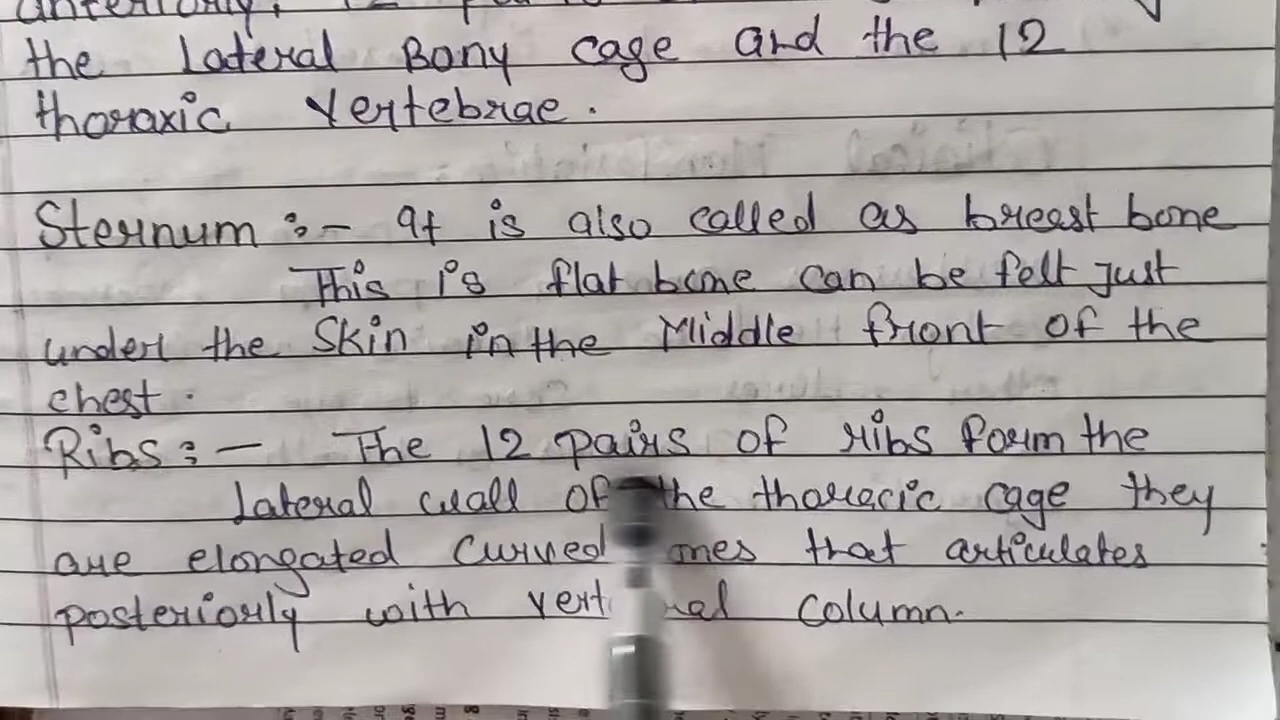 the Lateral Bony cage and the 12
thoraxic Vertebrae.
Sternum :- It is also called as breast bone
This is flat bone can be felt just
under the Skin in the Middle front of the
chest.
Ribs :- The 12 pairs of ribs form the
Lateral wall of the thoracic cage they
are elongated Curved that articulates
posteriorly with column.